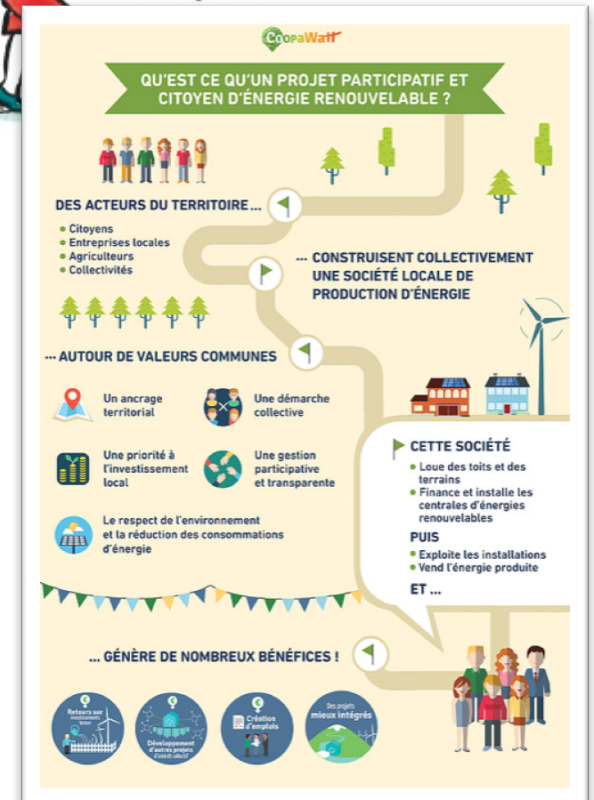 CoopaWatt
QU'EST CE QU'UN PROJET PARTICIPATIF ET
CITOYEN D'ÉNERGIE RENOUVELABLE ?
DES ACTEURS DU TERRITOIRE...
• Citoyens
• Entreprises locales
• Agriculteurs
• Collectivités
... CONSTRUISENT COLLECTIVEMENT
UNE SOCIÉTÉ LOCALE DE
PRODUCTION D'ÉNERGIE
... AUTOUR DE VALEURS COMMUNES
Un ancrage
territorial
Une démarche
collective
Une priorité à
l'investissement
local
Une gestion
participative
et transparente
Le respect de l'environnement
et la réduction des consommations
d'énergie
CETTE SOCIÉTÉ
• Loue des toits et des
terrains
• Finance et installe les
centrales d'énergies
renouvelables
PUIS
• Exploite les installations
• Vend l'énergie produite
ET ...
... GÉNÈRE DE NOMBREUX BÉNÉFICES !
Retours sur
investissements
locaux
Développement
d'autres projets
d'intérêt collectif
Création
d'emplois
Des projets
mieux intégrés